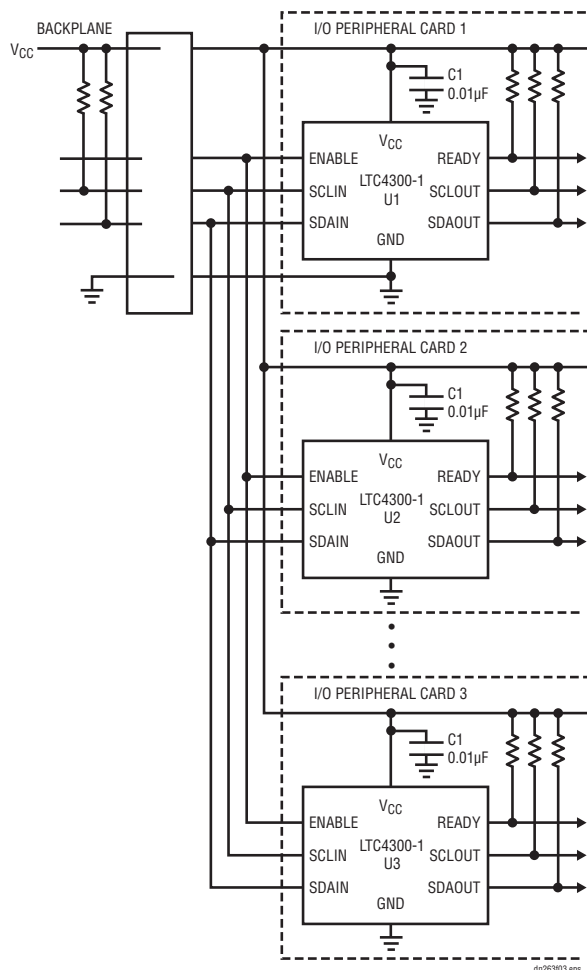 BACKPLANE
VCC
I/O PERIPHERAL CARD 1
C1
0.01µF
VCC
ENABLE READY
LTC4300-1
SCLIN SCLOUT
U1
SDAIN SDAOUT
GND
I/O PERIPHERAL CARD 2
C1
0.01µF
VCC
ENABLE READY
LTC4300-1
SCLIN SCLOUT
U2
SDAIN SDAOUT
GND
I/O PERIPHERAL CARD 3
C1
0.01µF
VCC
ENABLE READY
LTC4300-1
SCLIN SCLOUT
U3
SDAIN SDAOUT
GND
dn263f03.eps